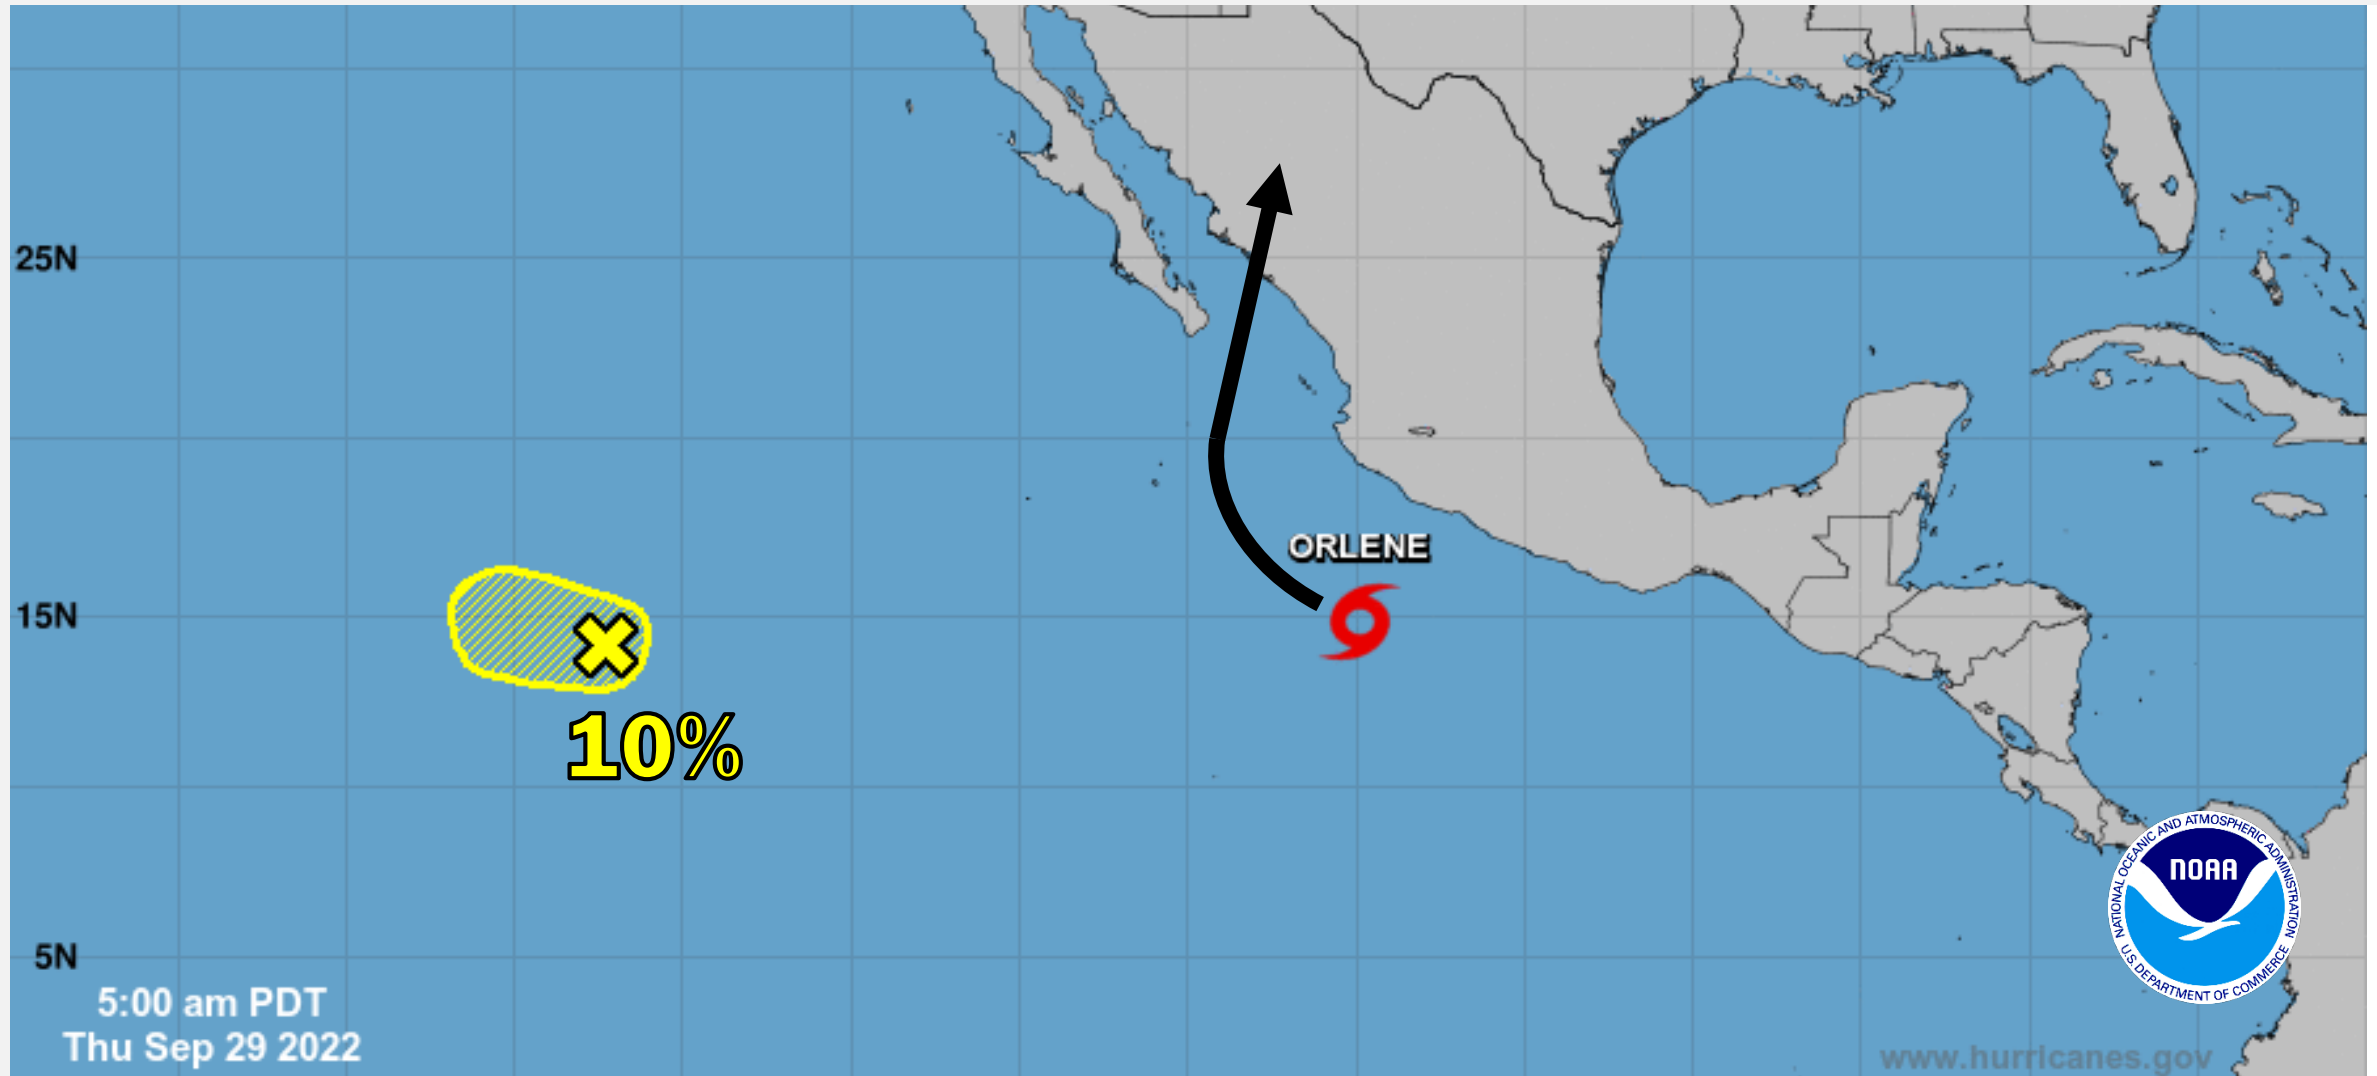 25N
ORLENE
15N
10%
5N
5:00 am PDT
Thu Sep 29 2022
NATIONAL OCEANIC AND ATMOSPHERIC ADMINISTRATION
NOAA
U.S. DEPARTMENT OF COMMERCE
www.hurricanes.gov